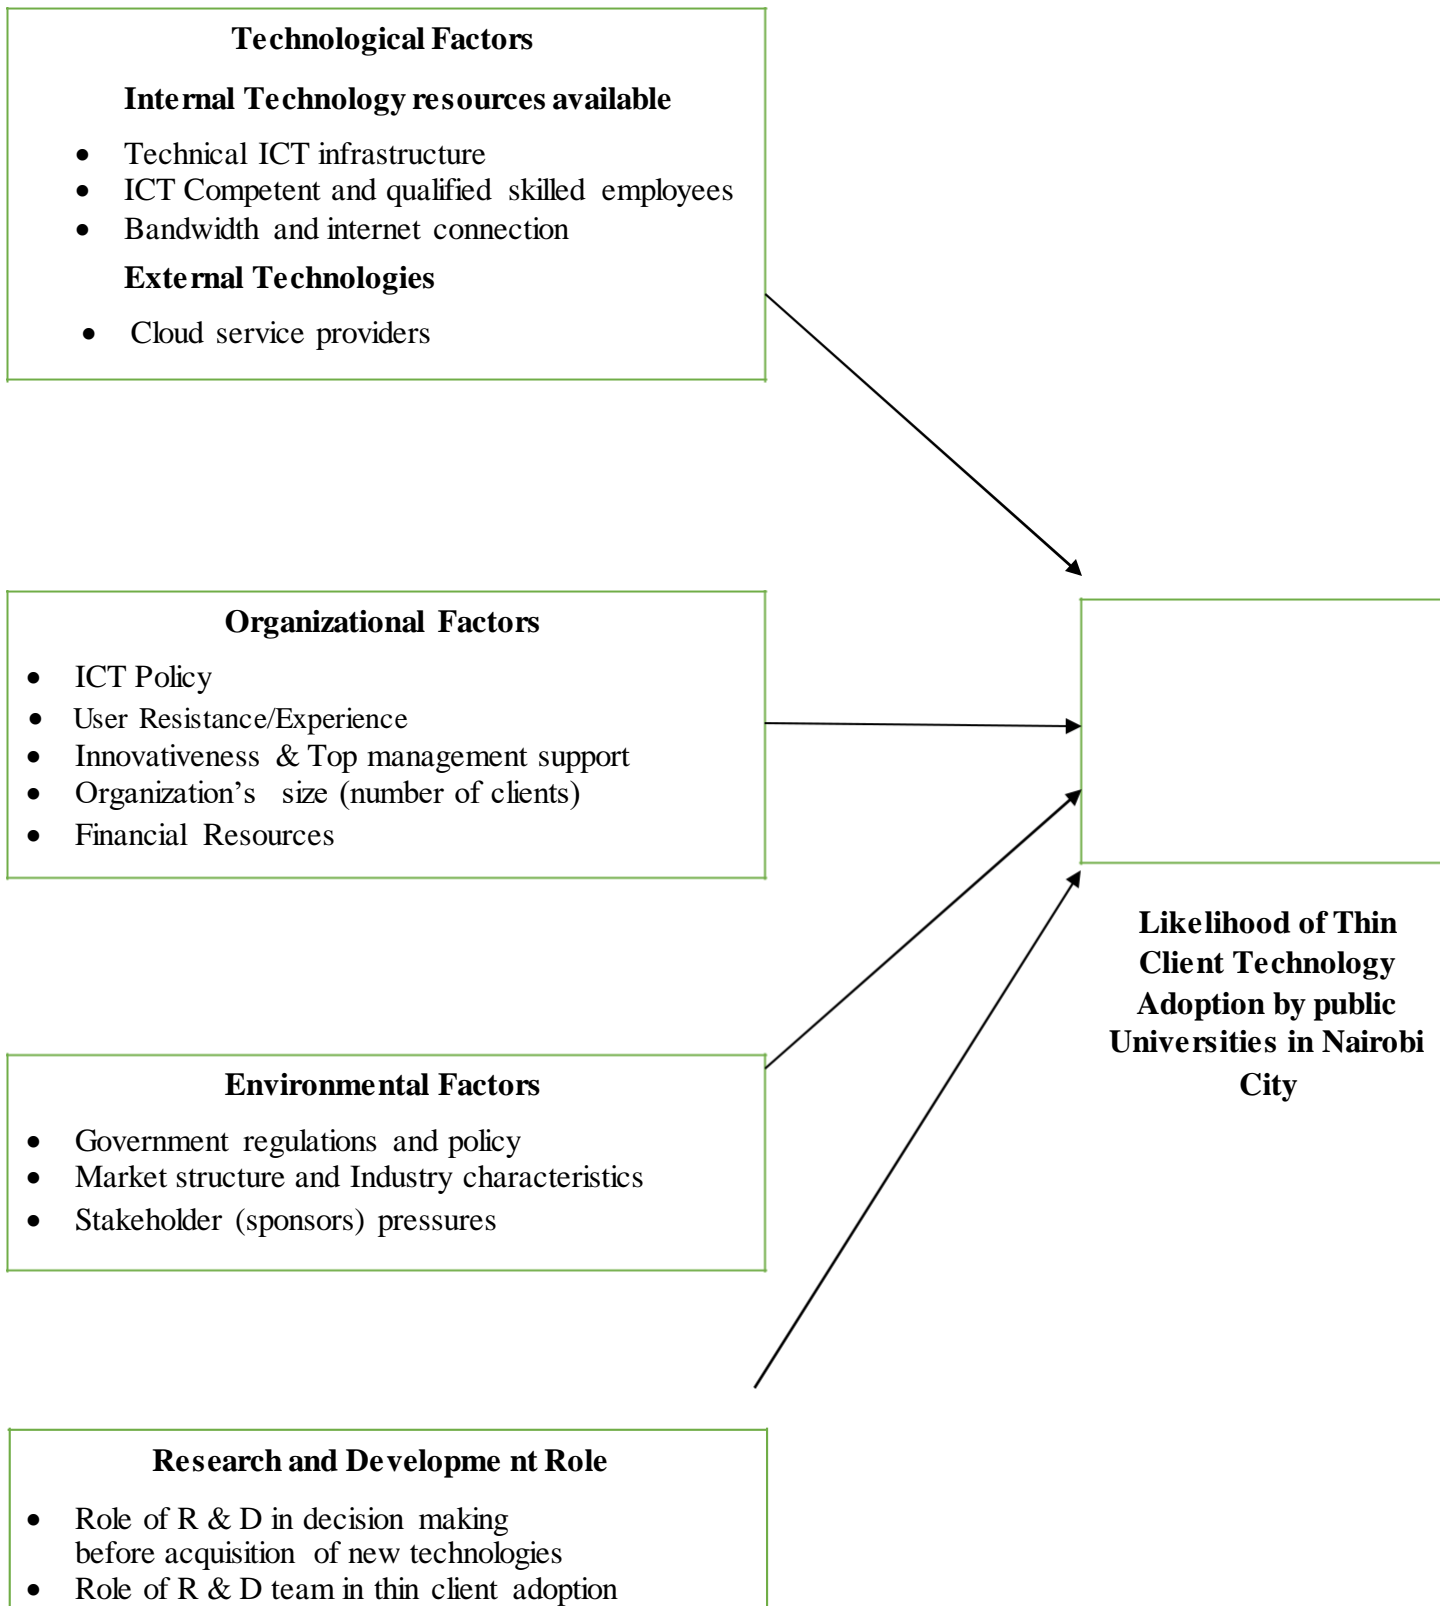 Technological Factors
Internal Technology resources available
• Technical ICT infrastructure
• ICT Competent and qualified skilled employees
• Bandwidth and internet connection
External Technologies
• Cloud service providers
Organizational Factors
• ICT Policy
• User Resistance/Experience
• Innovativeness & Top management support
• Organization’s size (number of clients)
• Financial Resources
Likelihood of Thin
Client Technology
Adoption by public
Universities in Nairobi
City
Environmental Factors
• Government regulations and policy
• Market structure and Industry characteristics
• Stakeholder (sponsors) pressures
Research and Developme nt Role
• Role of R & D in decision making
before acquisition of new technologies
• Role of R & D team in thin client adoption